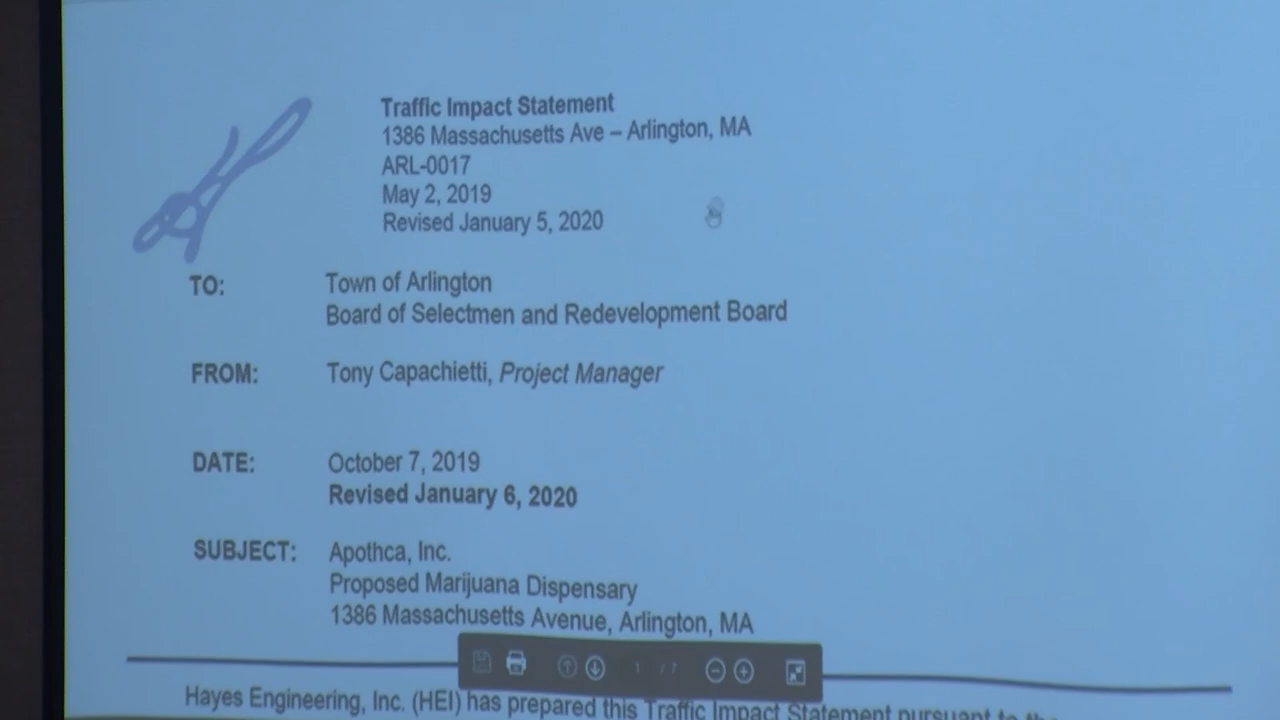 Traffic Impact Statement
1386 Massachusetts Ave – Arlington, MA
ARL-0017
May 2, 2019
Revised January 5, 2020
TO: Town of Arlington
Board of Selectmen and Redevelopment Board
FROM: Tony Capachietti, Project Manager
DATE: October 7, 2019
Revised January 6, 2020
SUBJECT: Apothca, Inc.
Proposed Marijuana Dispensary
1386 Massachusetts Avenue, Arlington, MA
1 / 7
Hayes Engineering, Inc. (HEI) has prepared this Traffic Impact Statement pursuant to the